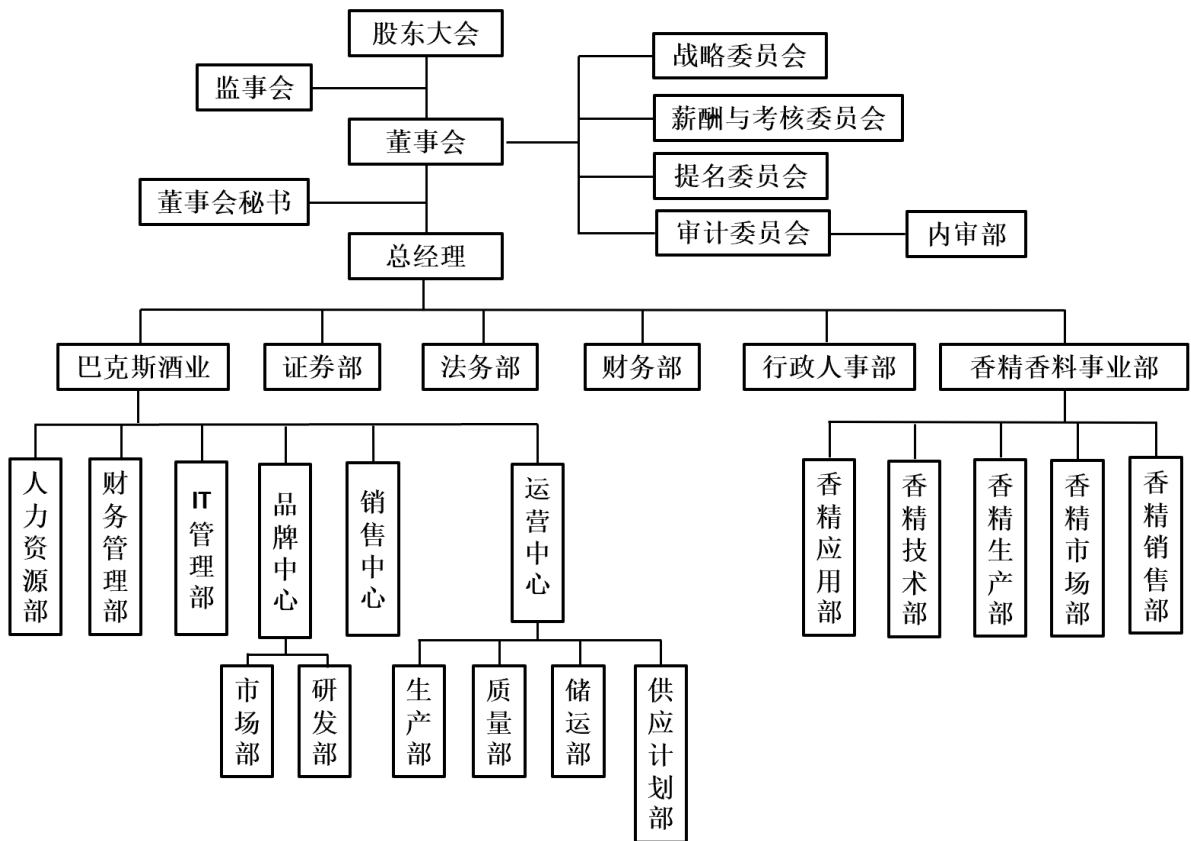 股东大会
战略委员会
监事会
薪酬与考核委员会
董事会
提名委员会
董事会秘书
审计委员会
内审部
总经理
巴克斯酒业
证券部
法务部
财务部
行政人事部
香精香料事业部
人力资源部
财务管理部
IT管理部
品牌中心
销售中心
运营中心
香精应用部
香精技术部
香精生产部
香精市场部
香精销售部
市场部
研发部
生产部
质量部
储运部
供应计划部